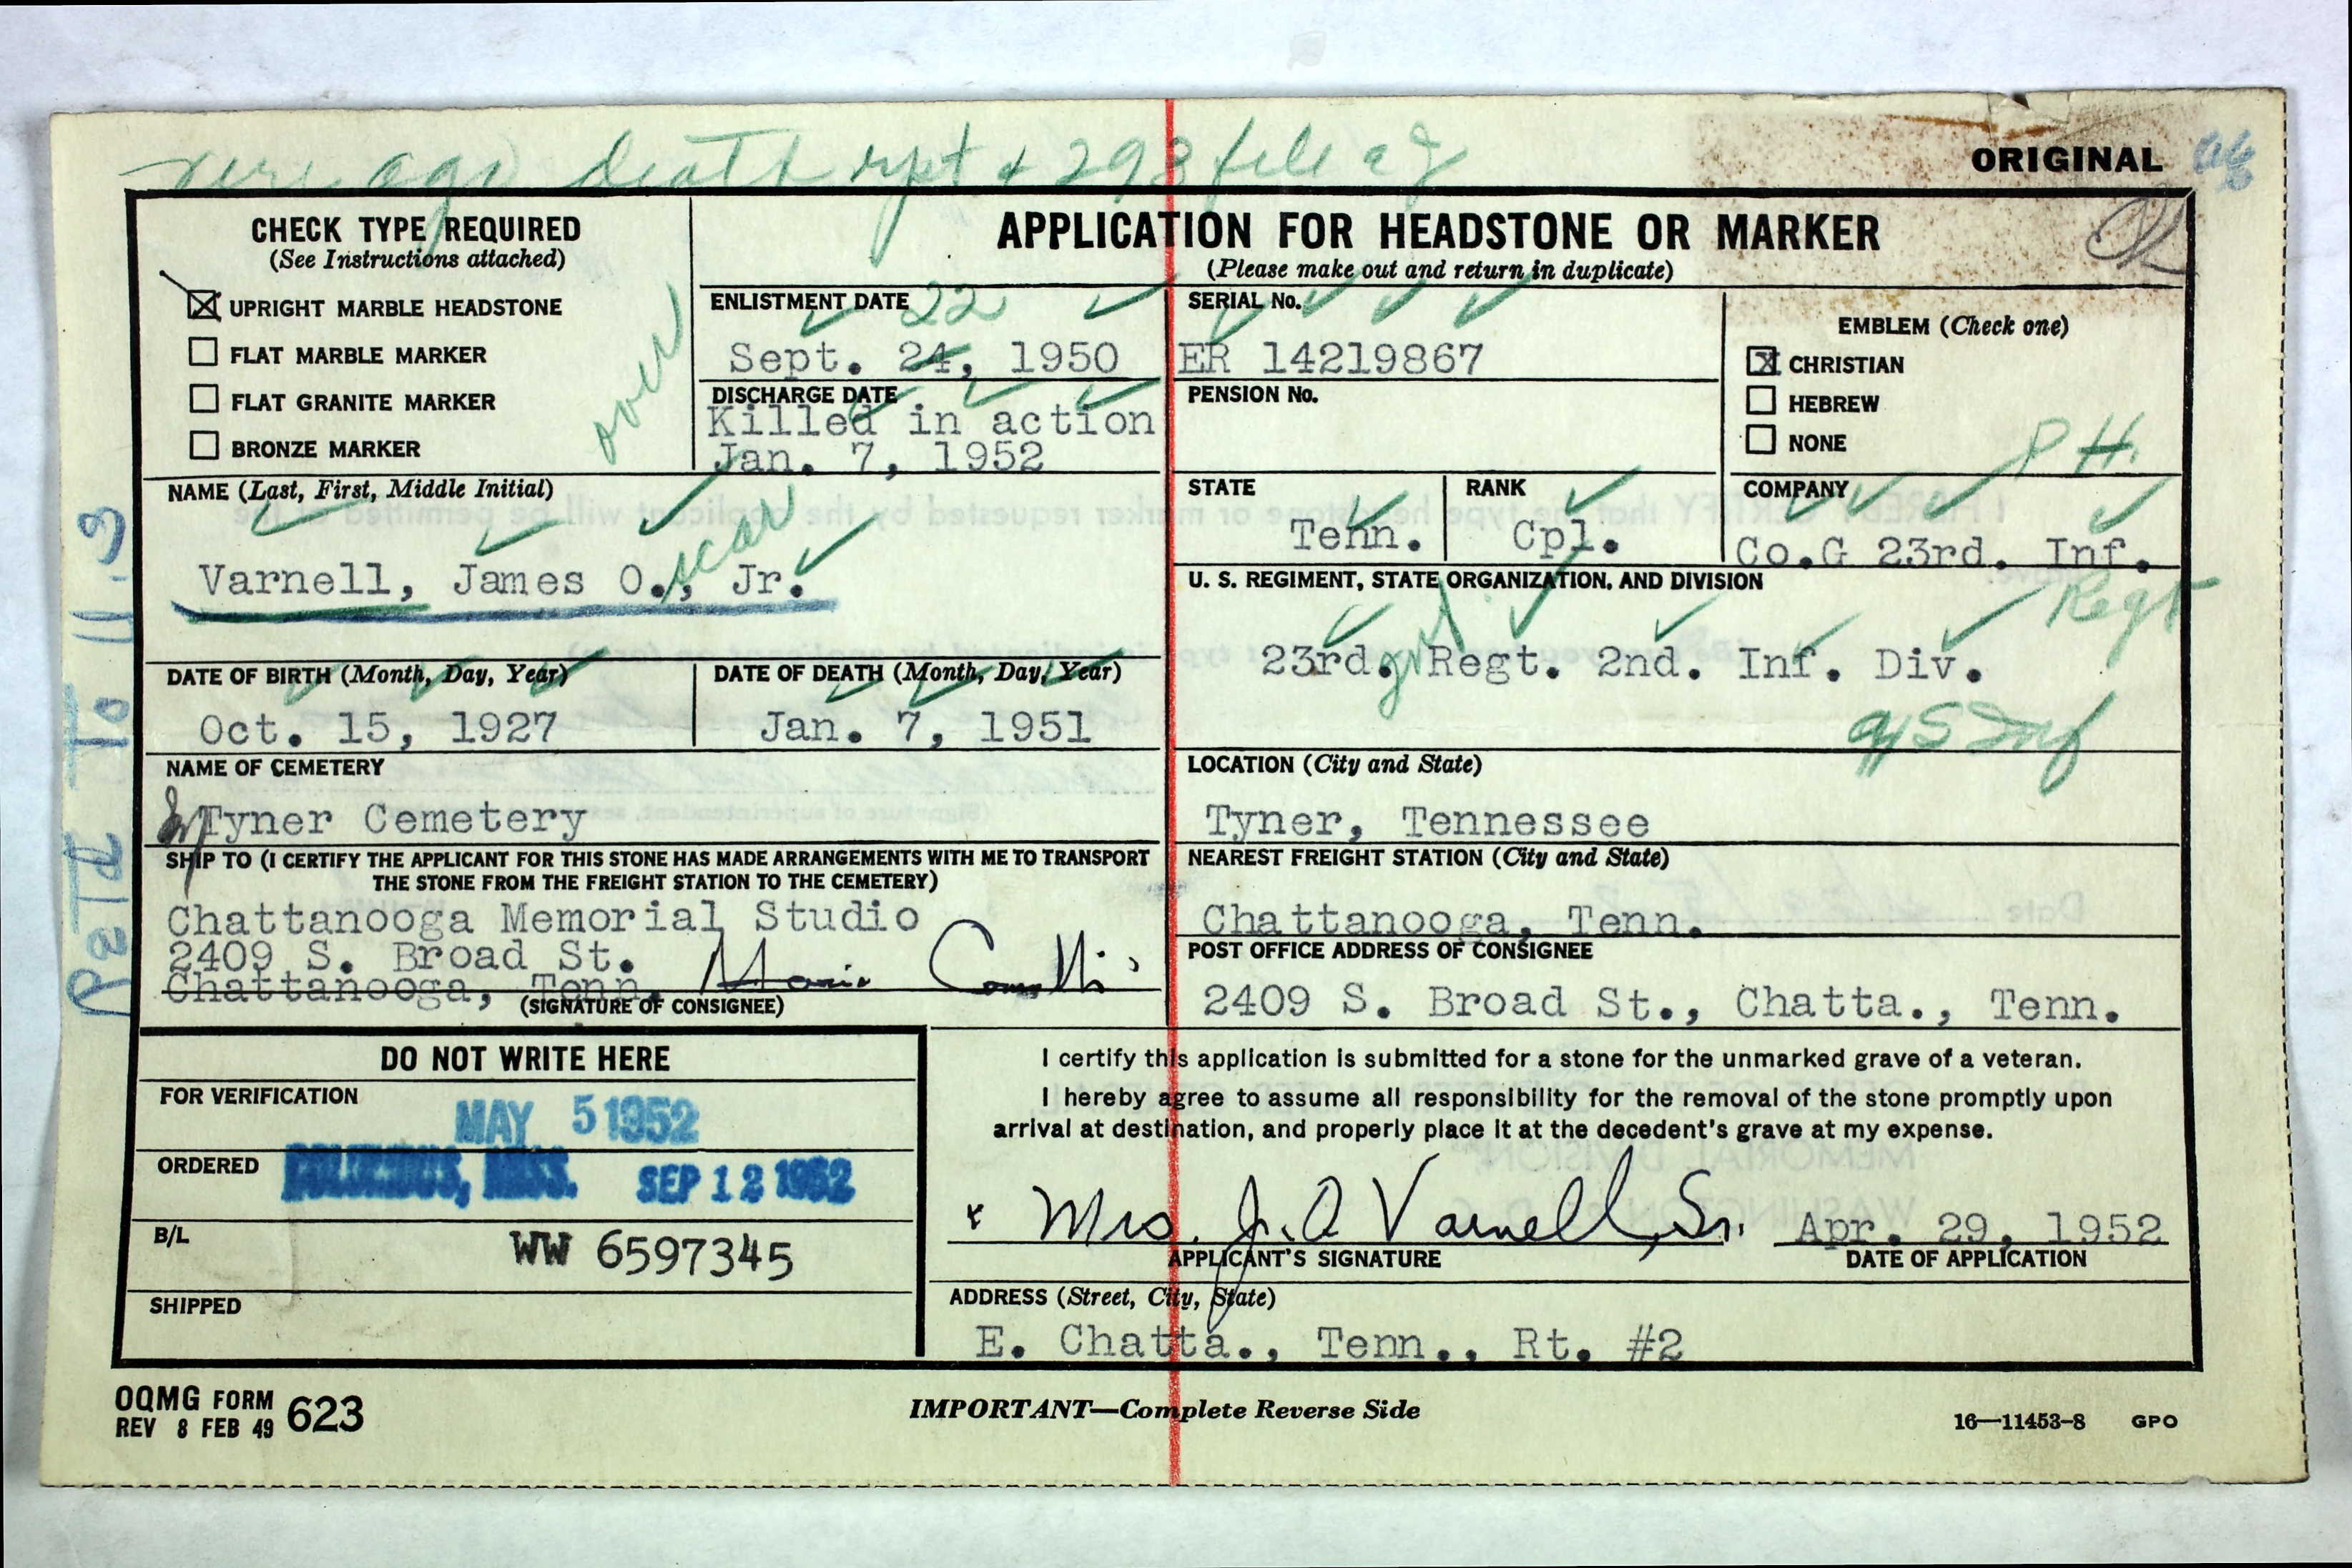 veri ago death rpt + 293 file
ORIGINAL
CHECK TYPE REQUIRED
(See Instructions attached)
UPRIGHT MARBLE HEADSTONE
FLAT MARBLE MARKER
FLAT GRANITE MARKER
BRONZE MARKER
over
APPLICATION FOR HEADSTONE OR MARKER
(Please make out and return in duplicate)
OK
ENLISTMENT DATE
22
Sept. 24, 1950
SERIAL No.
ER 14219867
DISCHARGE DATE
Killed in action
Jan. 7, 1952
PENSION No.
EMBLEM (Check one)
X CHRISTIAN
HEBREW
NONE
P H.
NAME (Last, First, Middle Initial)
Varnell, James O., Jr.
scar
STATE
Tenn.
RANK
Cpl.
COMPANY
Co.G 23rd. Inf.
Regt
U. S. REGIMENT, STATE ORGANIZATION, AND DIVISION
23rd. Regt. 2nd. Inf. Div.
DATE OF BIRTH (Month, Day, Year)
Oct. 15, 1927
DATE OF DEATH (Month, Day, Year)
Jan. 7, 1951
NAME OF CEMETERY
Tyner Cemetery
LOCATION (City and State)
Tyner, Tennessee
SHIP TO (I CERTIFY THE APPLICANT FOR THIS STONE HAS MADE ARRANGEMENTS WITH ME TO TRANSPORT
THE STONE FROM THE FREIGHT STATION TO THE CEMETERY)
Chattanooga Memorial Studio
2409 S. Broad St.
Chattanooga, Tenn.
(SIGNATURE OF CONSIGNEE)
NEAREST FREIGHT STATION (City and State)
Chattanooga, Tenn.
POST OFFICE ADDRESS OF CONSIGNEE
2409 S. Broad St., Chatta., Tenn.
DO NOT WRITE HERE
FOR VERIFICATION
MAY 5 1952
ORDERED
COLUMBUS, MISS. SEP 12 1952
B/L
WW 6597345
SHIPPED
I certify this application is submitted for a stone for the unmarked grave of a veteran.
I hereby agree to assume all responsibility for the removal of the stone promptly upon
arrival at destination, and properly place it at the decedent's grave at my expense.
Mrs. J. O Varnell, Sr.
APPLICANT'S SIGNATURE
Apr. 29, 1952
DATE OF APPLICATION
ADDRESS (Street, City, State)
E. Chatta., Tenn., Rt. #2
OQMG FORM 623
REV 8 FEB 49
IMPORTANT—Complete Reverse Side
16—11453-8 GPO